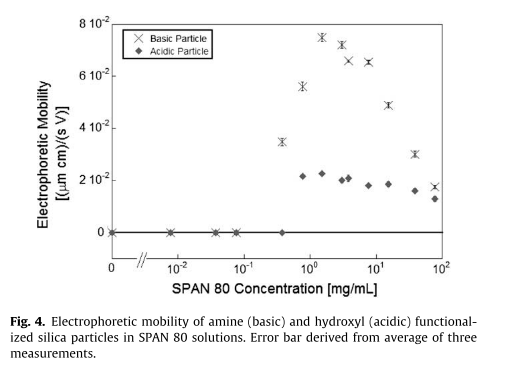 8 10⁻²
6 10⁻²
4 10⁻²
2 10⁻²
0
Electrophoretic Mobility
[(μm cm)/(s V)]
Basic Particle
Acidic Particle
0 10⁻² 10⁻¹ 10⁰ 10¹ 10²
SPAN 80 Concentration [mg/mL]
Fig. 4. Electrophoretic mobility of amine (basic) and hydroxyl (acidic) functional-
ized silica particles in SPAN 80 solutions. Error bar derived from average of three
measurements.